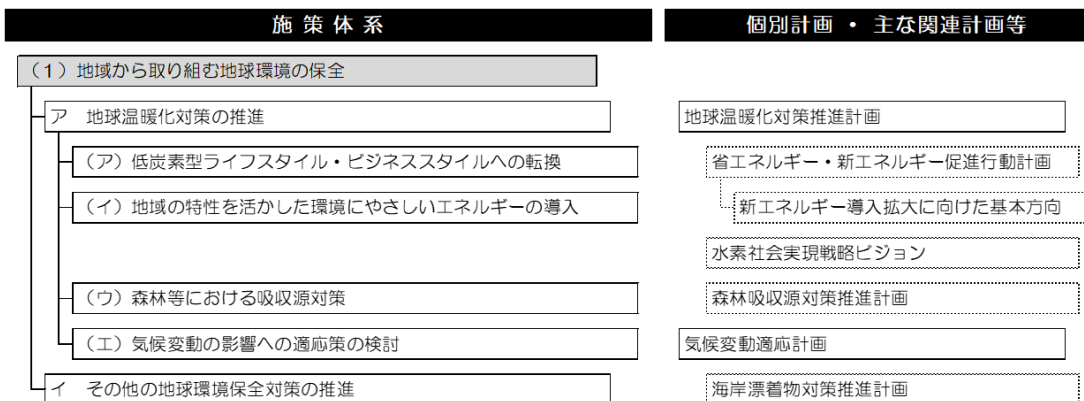 施策体系
個別計画 ・ 主な関連計画等
（１）地域から取り組む地球環境の保全
ア　地球温暖化対策の推進
地球温暖化対策推進計画
（ア）低炭素型ライフスタイル・ビジネススタイルへの転換
省エネルギー・新エネルギー促進行動計画
（イ）地域の特性を活かした環境にやさしいエネルギーの導入
新エネルギー導入拡大に向けた基本方向
水素社会実現戦略ビジョン
（ウ）森林等における吸収源対策
森林吸収源対策推進計画
（エ）気候変動の影響への適応策の検討
気候変動適応計画
イ　その他の地球環境保全対策の推進
海岸漂着物対策推進計画